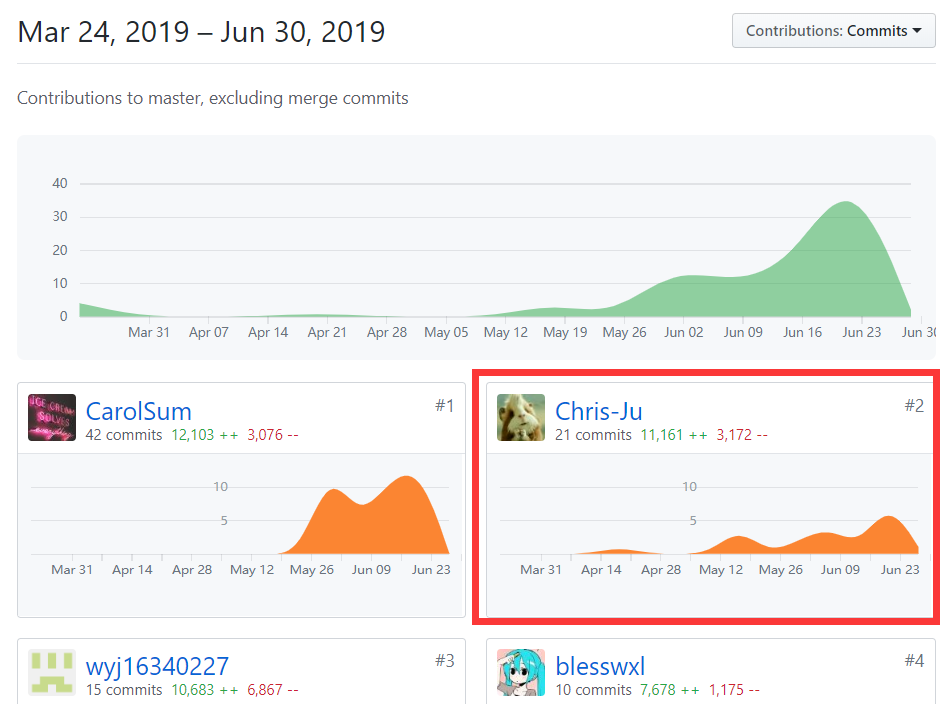 Mar 24, 2019 – Jun 30, 2019
Contributions: Commits
Contributions to master, excluding merge commits
40
30
20
10
0
Mar 31 Apr 07 Apr 14 Apr 21 Apr 28 May 05 May 12 May 19 May 26 Jun 02 Jun 09 Jun 16 Jun 23 Jun 30
CarolSum #1
42 commits 12,103 ++ 3,076 --
10
5
Mar 31 Apr 14 Apr 28 May 12 May 26 Jun 09 Jun 23
Chris-Ju #2
21 commits 11,161 ++ 3,172 --
10
5
Mar 31 Apr 14 Apr 28 May 12 May 26 Jun 09 Jun 23
wyj16340227 #3
15 commits 10,683 ++ 6,867 --
blesswxl #4
10 commits 7,678 ++ 1,175 --